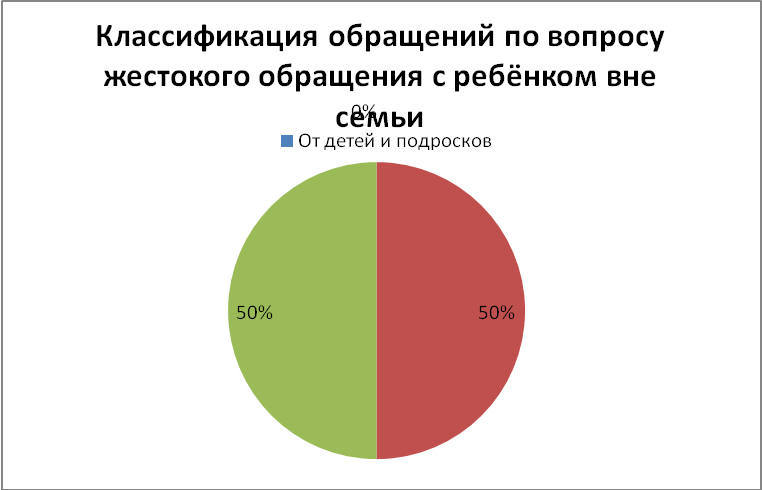 Классификация обращений по вопросу
жестокого обращения с ребёнком вне
семьи
0%
От детей и подросков
50%
50%